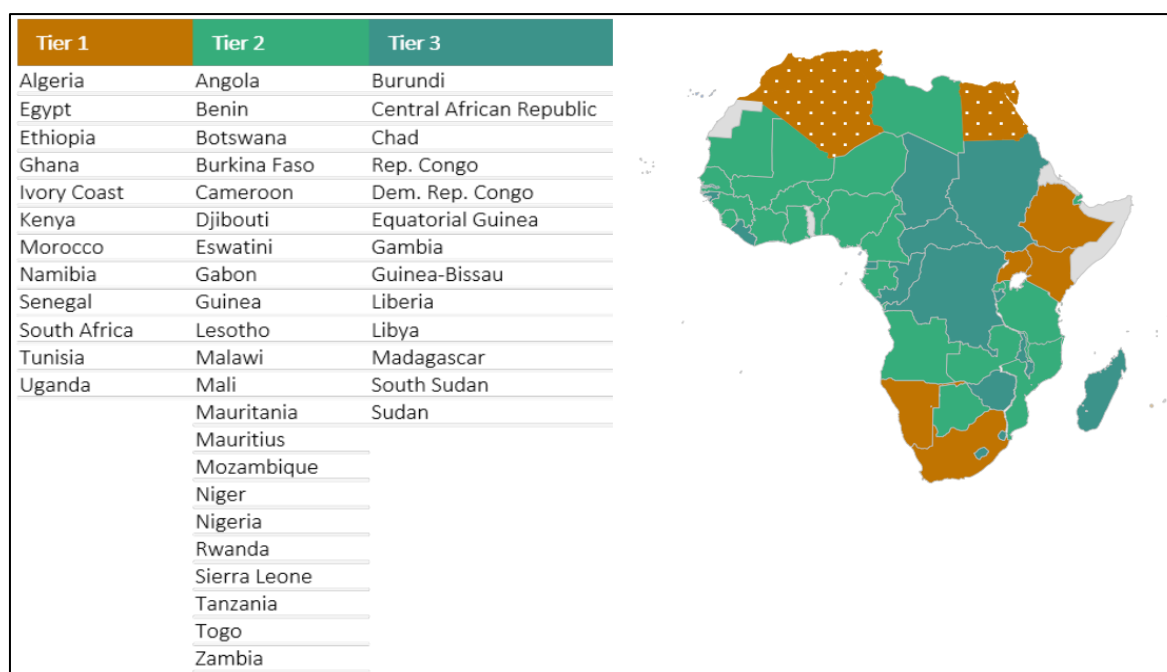 Tier 1 Tier 2 Tier 3
Algeria Angola Burundi
Egypt Benin Central African Republic
Ethiopia Botswana Chad
Ghana Burkina Faso Rep. Congo
Ivory Coast Cameroon Dem. Rep. Congo
Kenya Djibouti Equatorial Guinea
Morocco Eswatini Gambia
Namibia Gabon Guinea-Bissau
Senegal Guinea Liberia
South Africa Lesotho Libya
Tunisia Malawi Madagascar
Uganda Mali South Sudan
Mauritania Sudan
Mauritius
Mozambique
Niger
Nigeria
Rwanda
Sierra Leone
Tanzania
Togo
Zambia